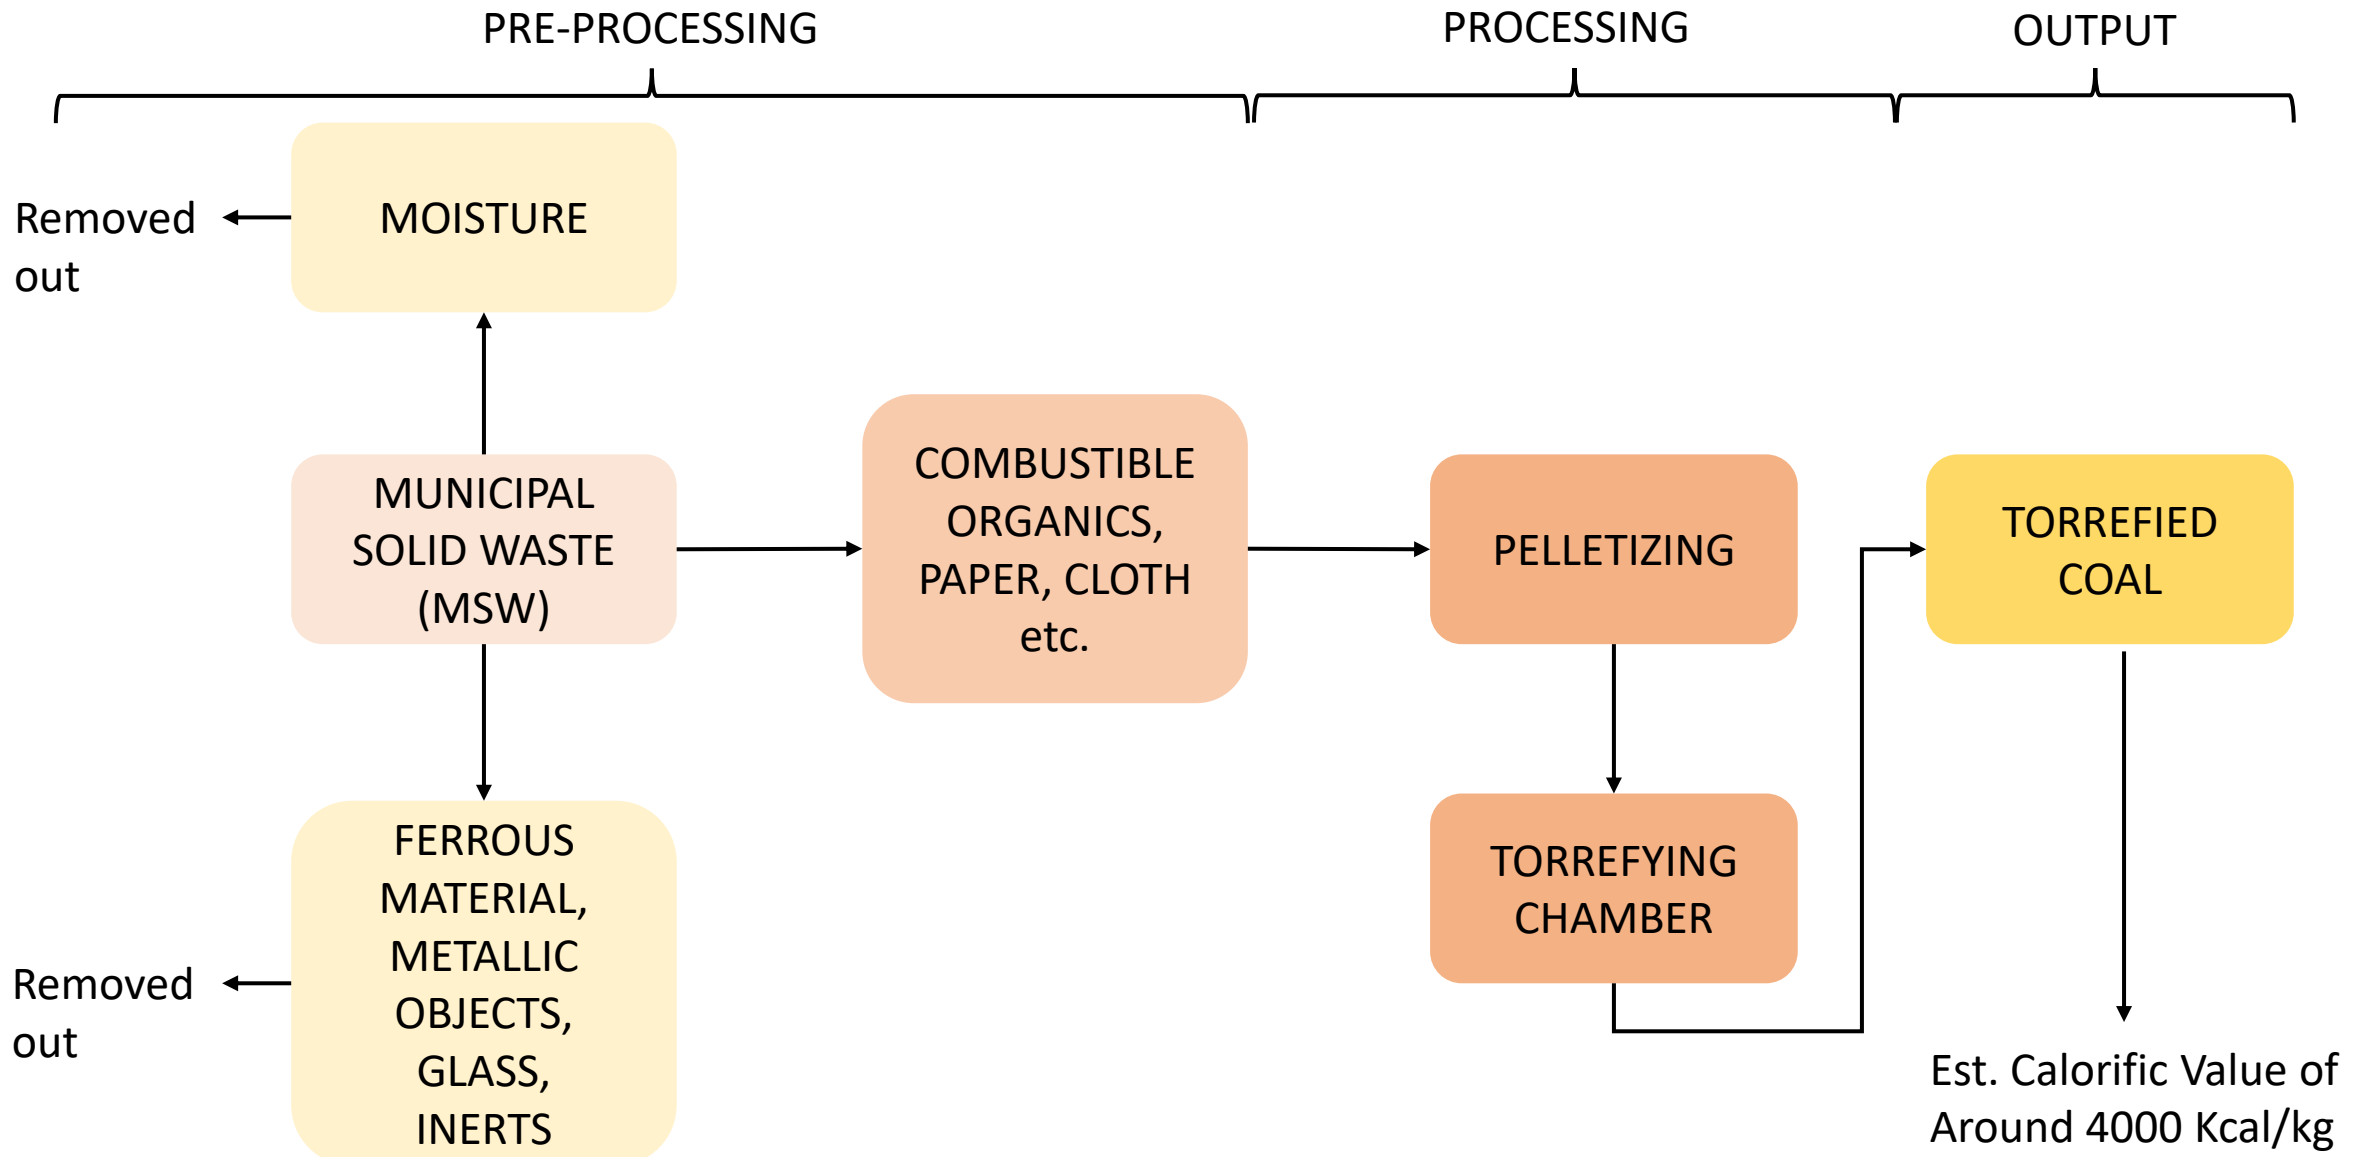 PRE-PROCESSING
PROCESSING
OUTPUT
Removed
out
MOISTURE
MUNICIPAL
SOLID WASTE
(MSW)
COMBUSTIBLE
ORGANICS,
PAPER, CLOTH
etc.
PELLETIZING
TORREFIED
COAL
TORREFYING
CHAMBER
Removed
out
FERROUS
MATERIAL,
METALLIC
OBJECTS,
GLASS,
INERTS
Est. Calorific Value of
Around 4000 Kcal/kg